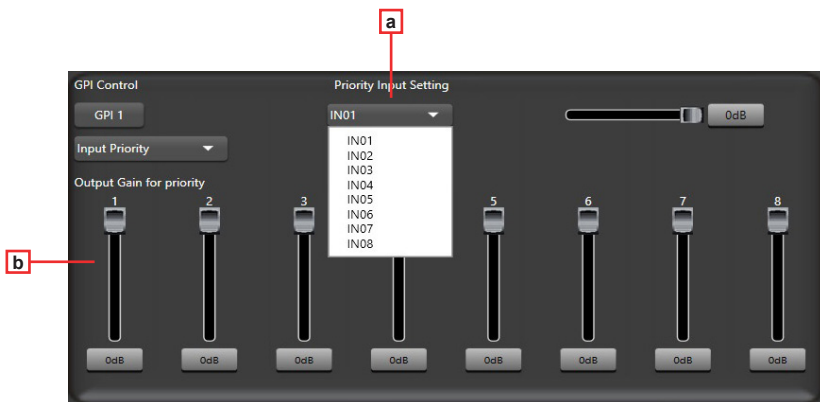 a
GPI Control
Priority Input Setting
GPI 1
IN01
0dB
Input Priority
IN01
IN02
IN03
IN04
IN05
IN06
IN07
IN08
Output Gain for priority
1 2 3 5 6 7 8
b
0dB 0dB 0dB 0dB 0dB 0dB 0dB 0dB